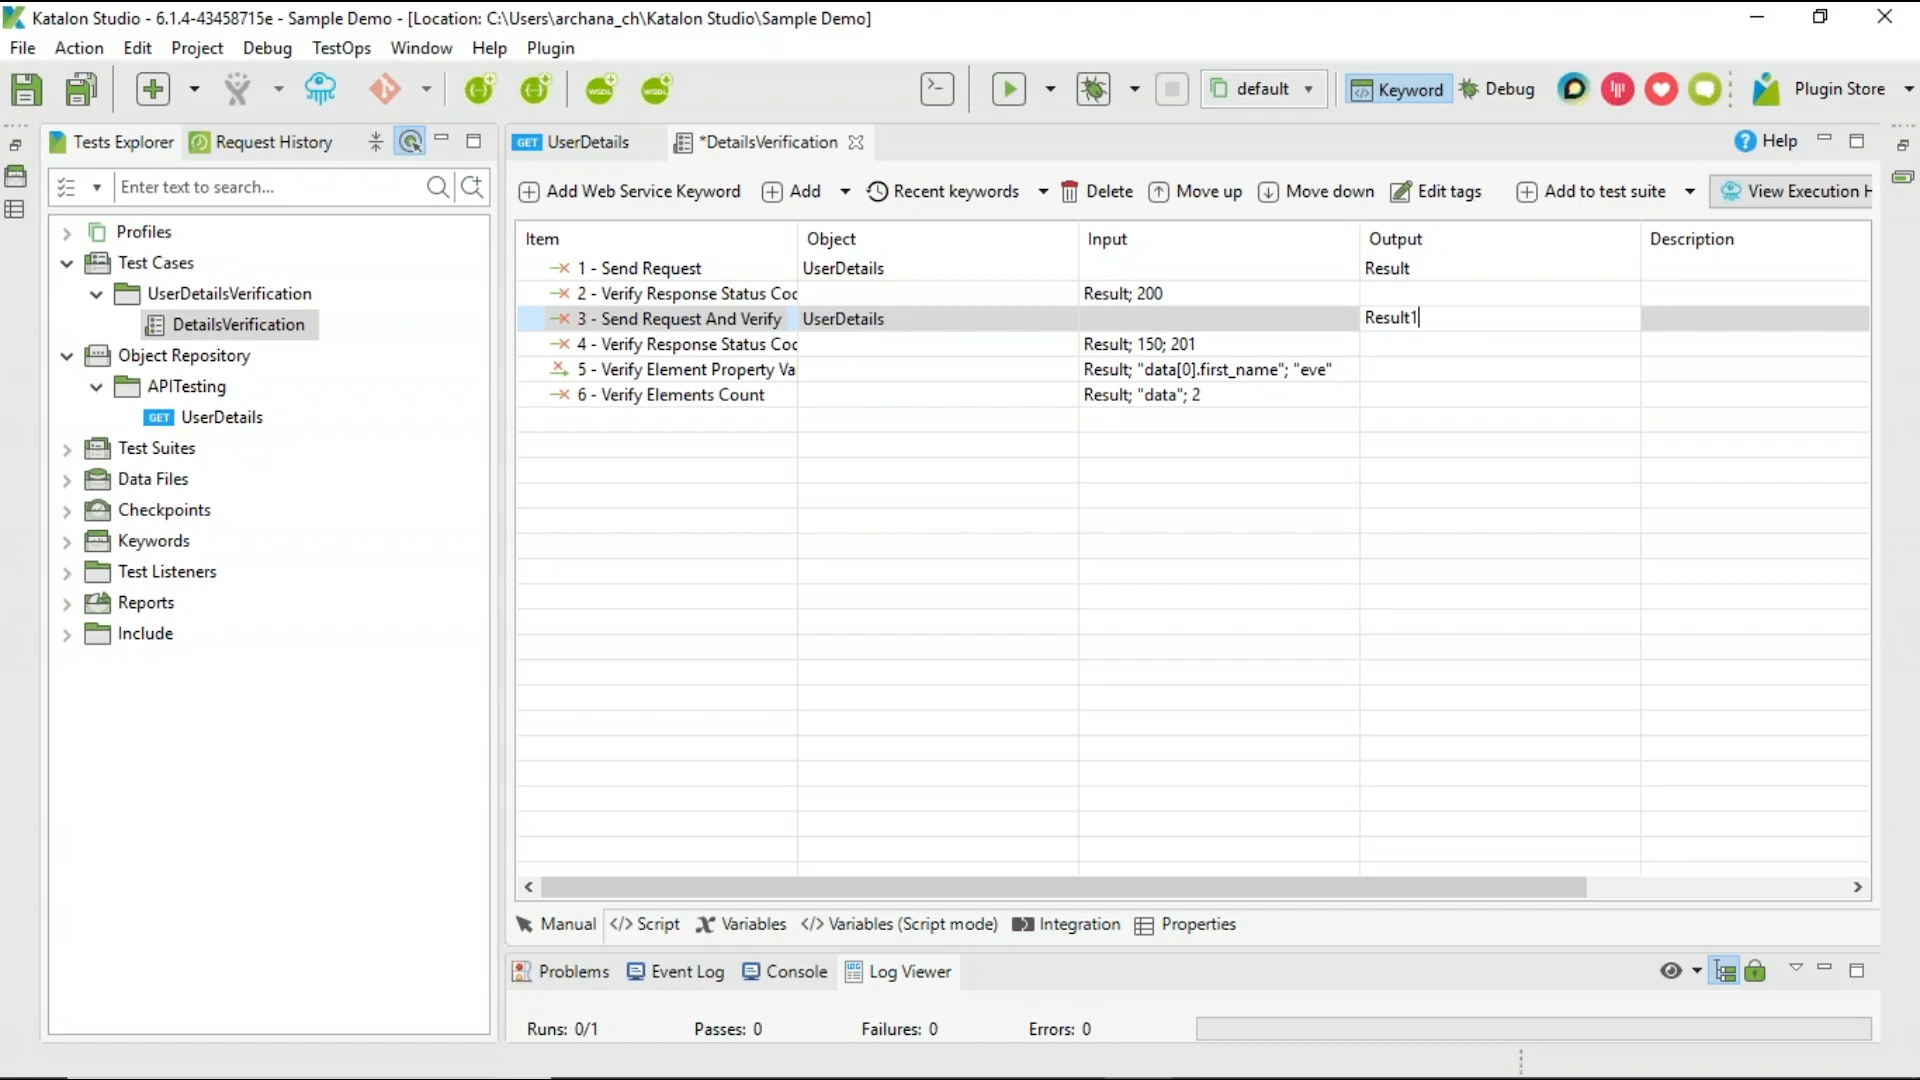 Katalon Studio - 6.1.4-43458715e - Sample Demo - [Location: C:\Users\archana_ch\Katalon Studio\Sample Demo]
File Action Edit Project Debug TestOps Window Help Plugin
default Keyword Debug Plugin Store
Tests Explorer Request History
Enter text to search...
Profiles
Test Cases
UserDetailsVerification
DetailsVerification
Object Repository
APITesting
GET UserDetails
Test Suites
Data Files
Checkpoints
Keywords
Test Listeners
Reports
Include
GET UserDetails *DetailsVerification Help
Add Web Service Keyword Add Recent keywords Delete Move up Move down Edit tags Add to test suite View Execution H
Item Object Input Output Description
1 - Send Request UserDetails Result
2 - Verify Response Status Coc Result; 200
3 - Send Request And Verify UserDetails Result1
4 - Verify Response Status Coc Result; 150; 201
5 - Verify Element Property Va Result; "data[0].first_name"; "eve"
6 - Verify Elements Count Result; "data"; 2
Manual </> Script Variables </> Variables (Script mode) Integration Properties
Problems Event Log Console Log Viewer
Runs: 0/1 Passes: 0 Failures: 0 Errors: 0